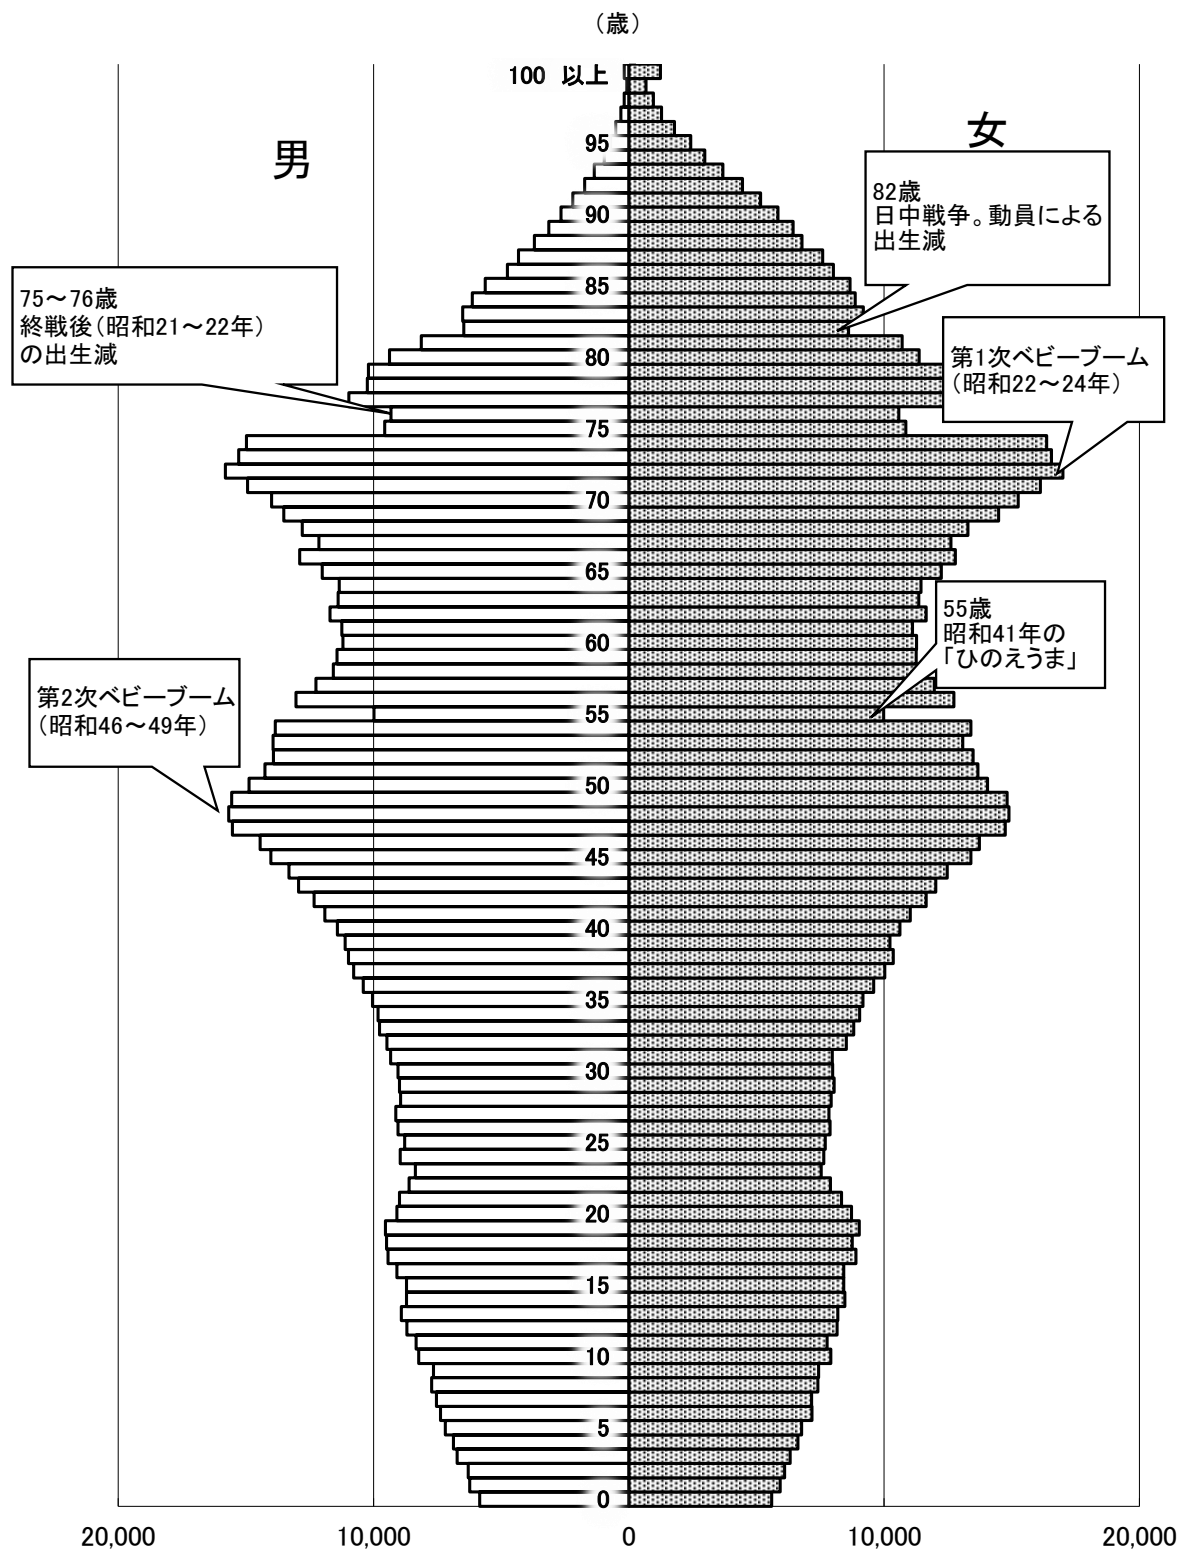 （歳）
100 以上
95
男
女
82歳
日中戦争。動員による
出生減
90
85
75～76歳
終戦後（昭和21～22年）
の出生減
80
第1次ベビーブーム
（昭和22～24年）
75
70
65
55歳
昭和41年の
「ひのえうま」
60
第2次ベビーブーム
（昭和46～49年）
55
50
45
40
35
30
25
20
15
10
5
0
20,000 10,000 0 10,000 20,000